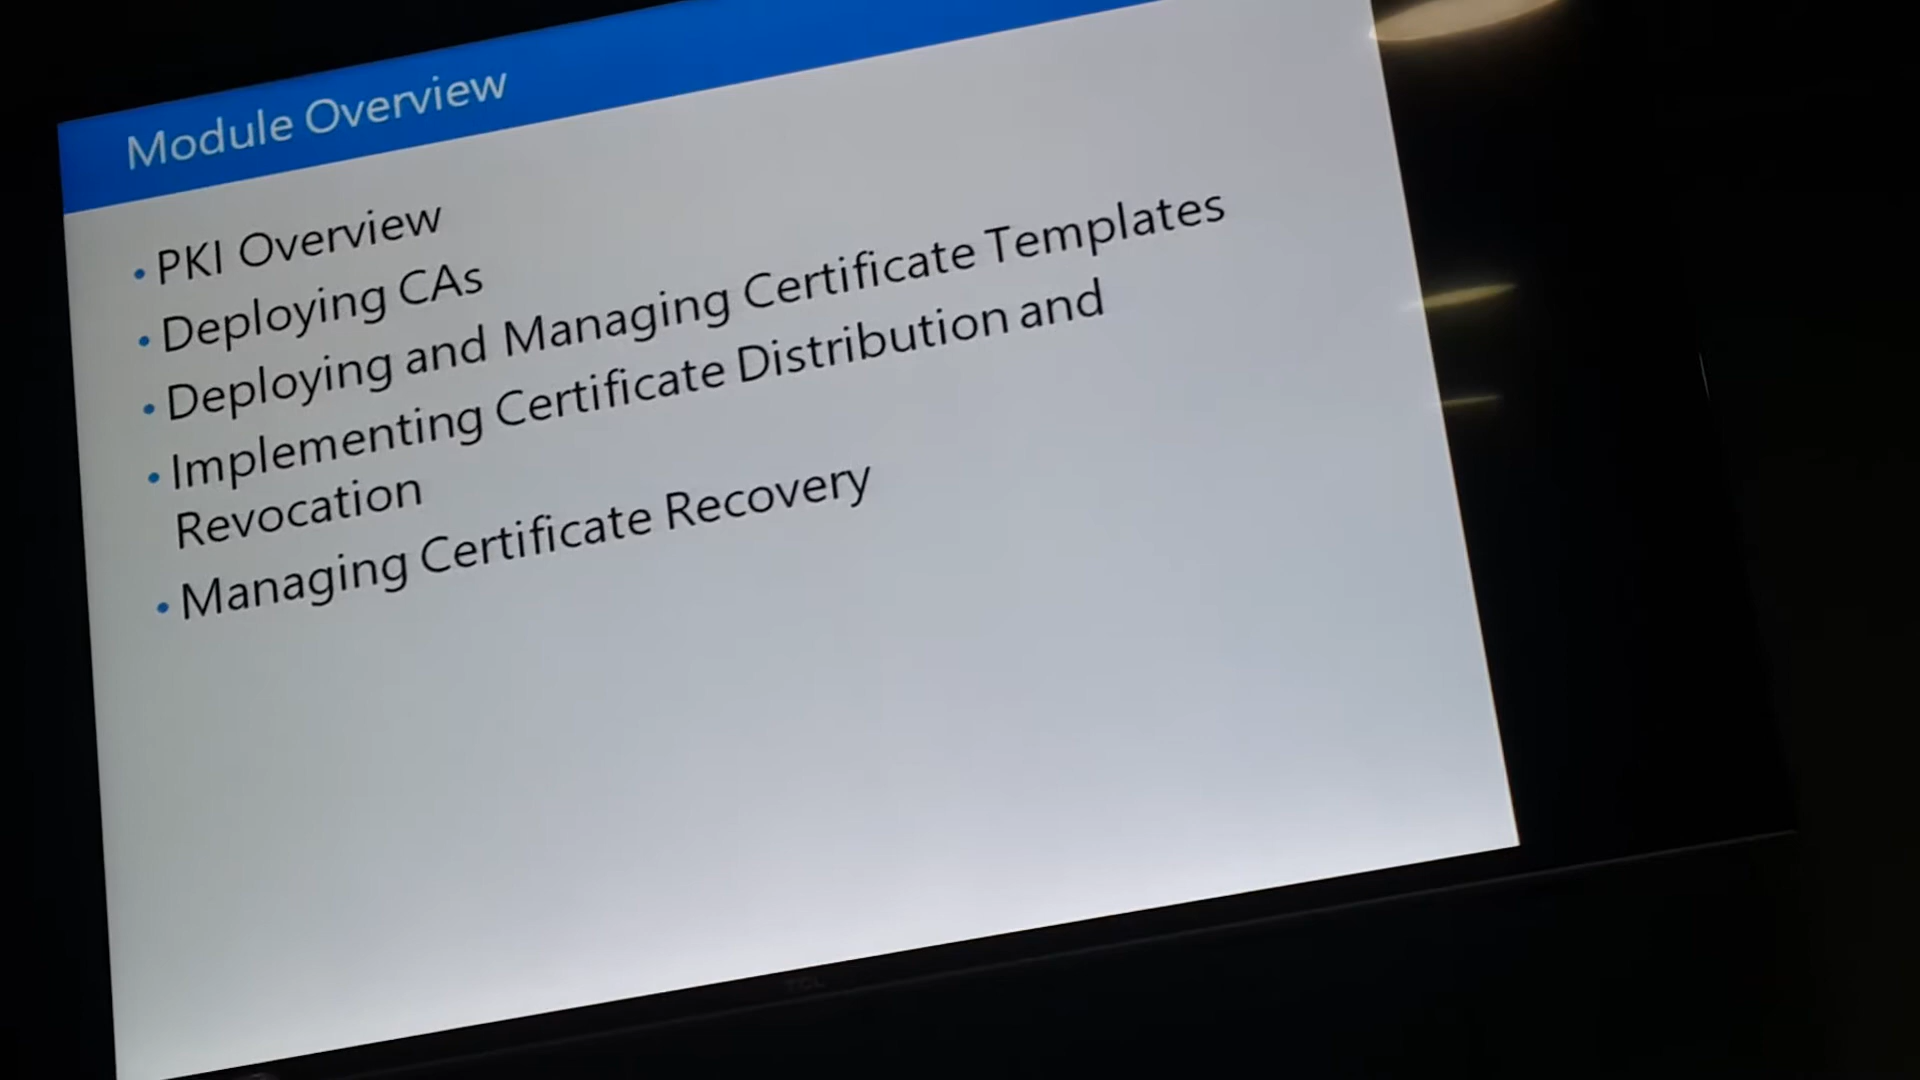 Module Overview
• PKI Overview
• Deploying CAs
• Deploying and Managing Certificate Templates
• Implementing Certificate Distribution and
Revocation
• Managing Certificate Recovery
TCL